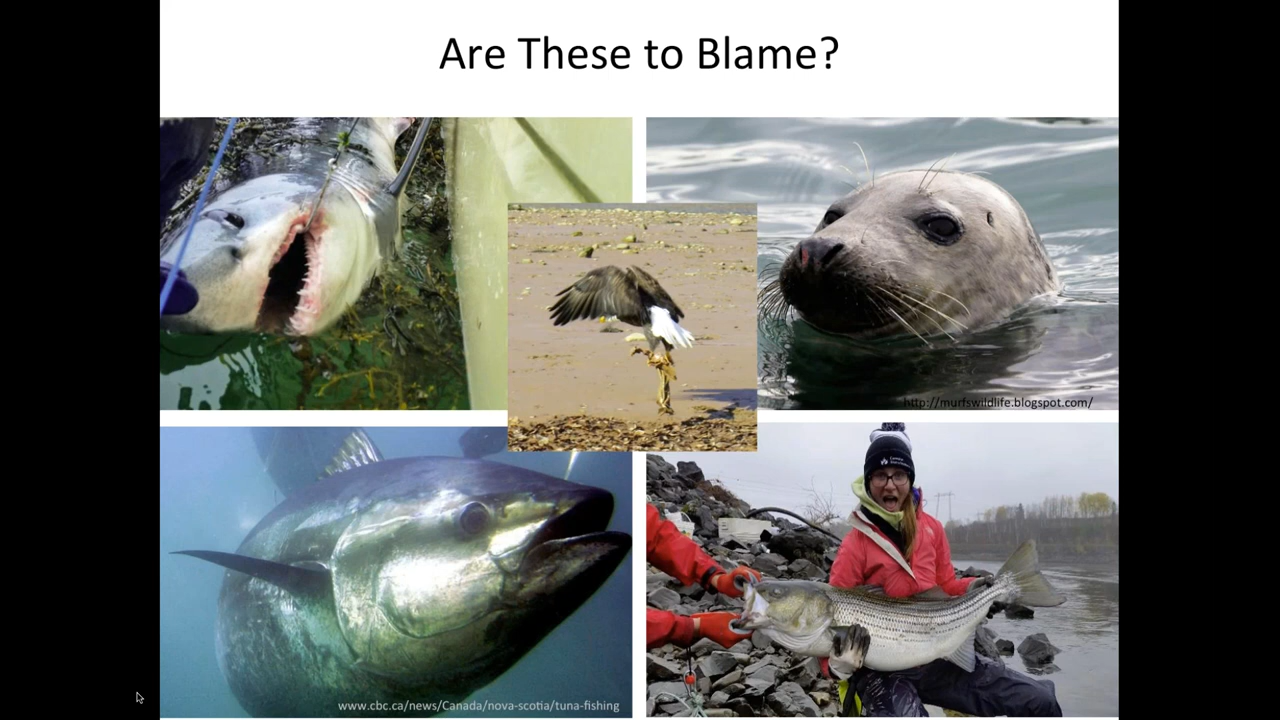 Are These to Blame?
http://murfswildlife.blogspot.com/
www.cbc.ca/news/Canada/nova-scotia/tuna-fishing